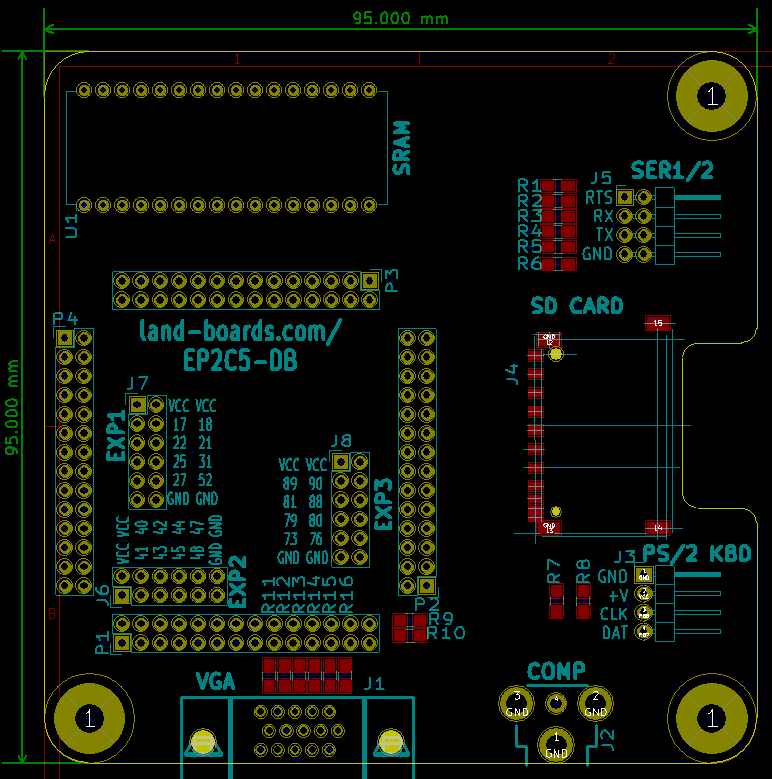 95.000 mm
1
2
1
SRAM
U1
SER1/2
J5
R1
R2
R3
R4
R5
R6
RTS
RX
TX
GND
A
P3
P4
land-boards.com/
EP2C5-DB
SD CARD
J4
15
12
13
14
95.000 mm
J7
EXP1
VCC VCC
17 18
22 21
25 31
27 52
GND GND
J8
EXP3
VCC VCC
89 90
81 88
79 80
73 76
GND GND
VCC VCC
41 40
43 42
45 44
48 47
GND GND
EXP2
J6
R11
R12
R13
R14
R15
R16
P2
R9
R10
P1
B
R7
R8
J3
PS/2 KBD
GND
+V
CLK
DAT
VGA
J1
COMP
3
GND
4
2
GND
1
GND
J2
1
1